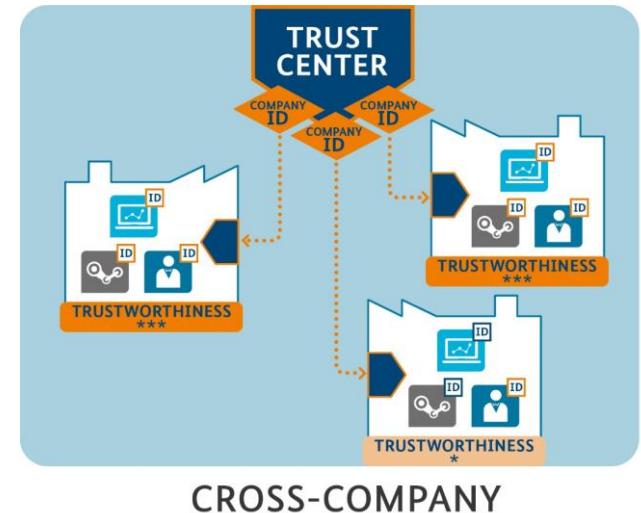 TRUST
CENTER
COMPANY
ID
COMPANY
ID
COMPANY
ID
ID
ID
ID
TRUSTWORTHINESS
***
ID
ID
ID
TRUSTWORTHINESS
***
ID
ID
ID
TRUSTWORTHINESS
*
CROSS-COMPANY